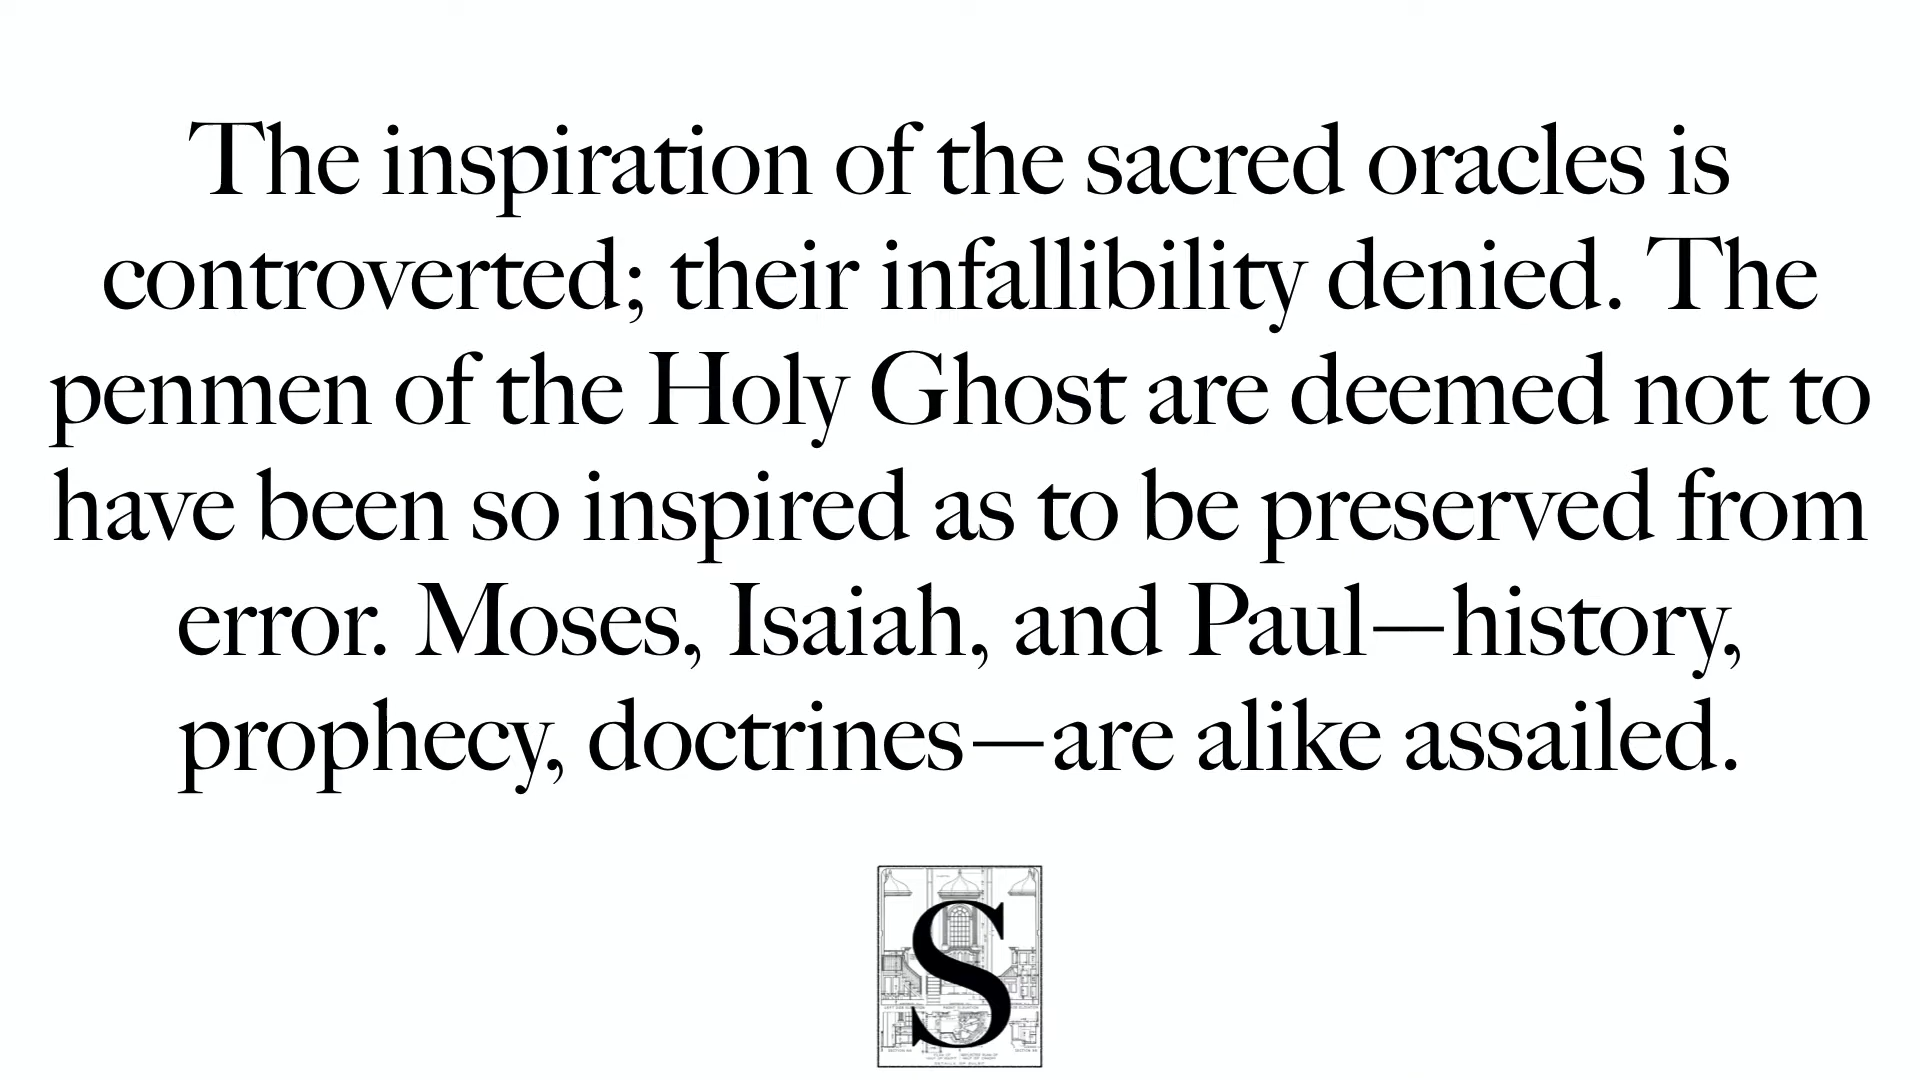 The inspiration of the sacred oracles is
controverted; their infallibility denied. The
penmen of the Holy Ghost are deemed not to
have been so inspired as to be preserved from
error. Moses, Isaiah, and Paul—history,
prophecy, doctrines—are alike assailed.
S